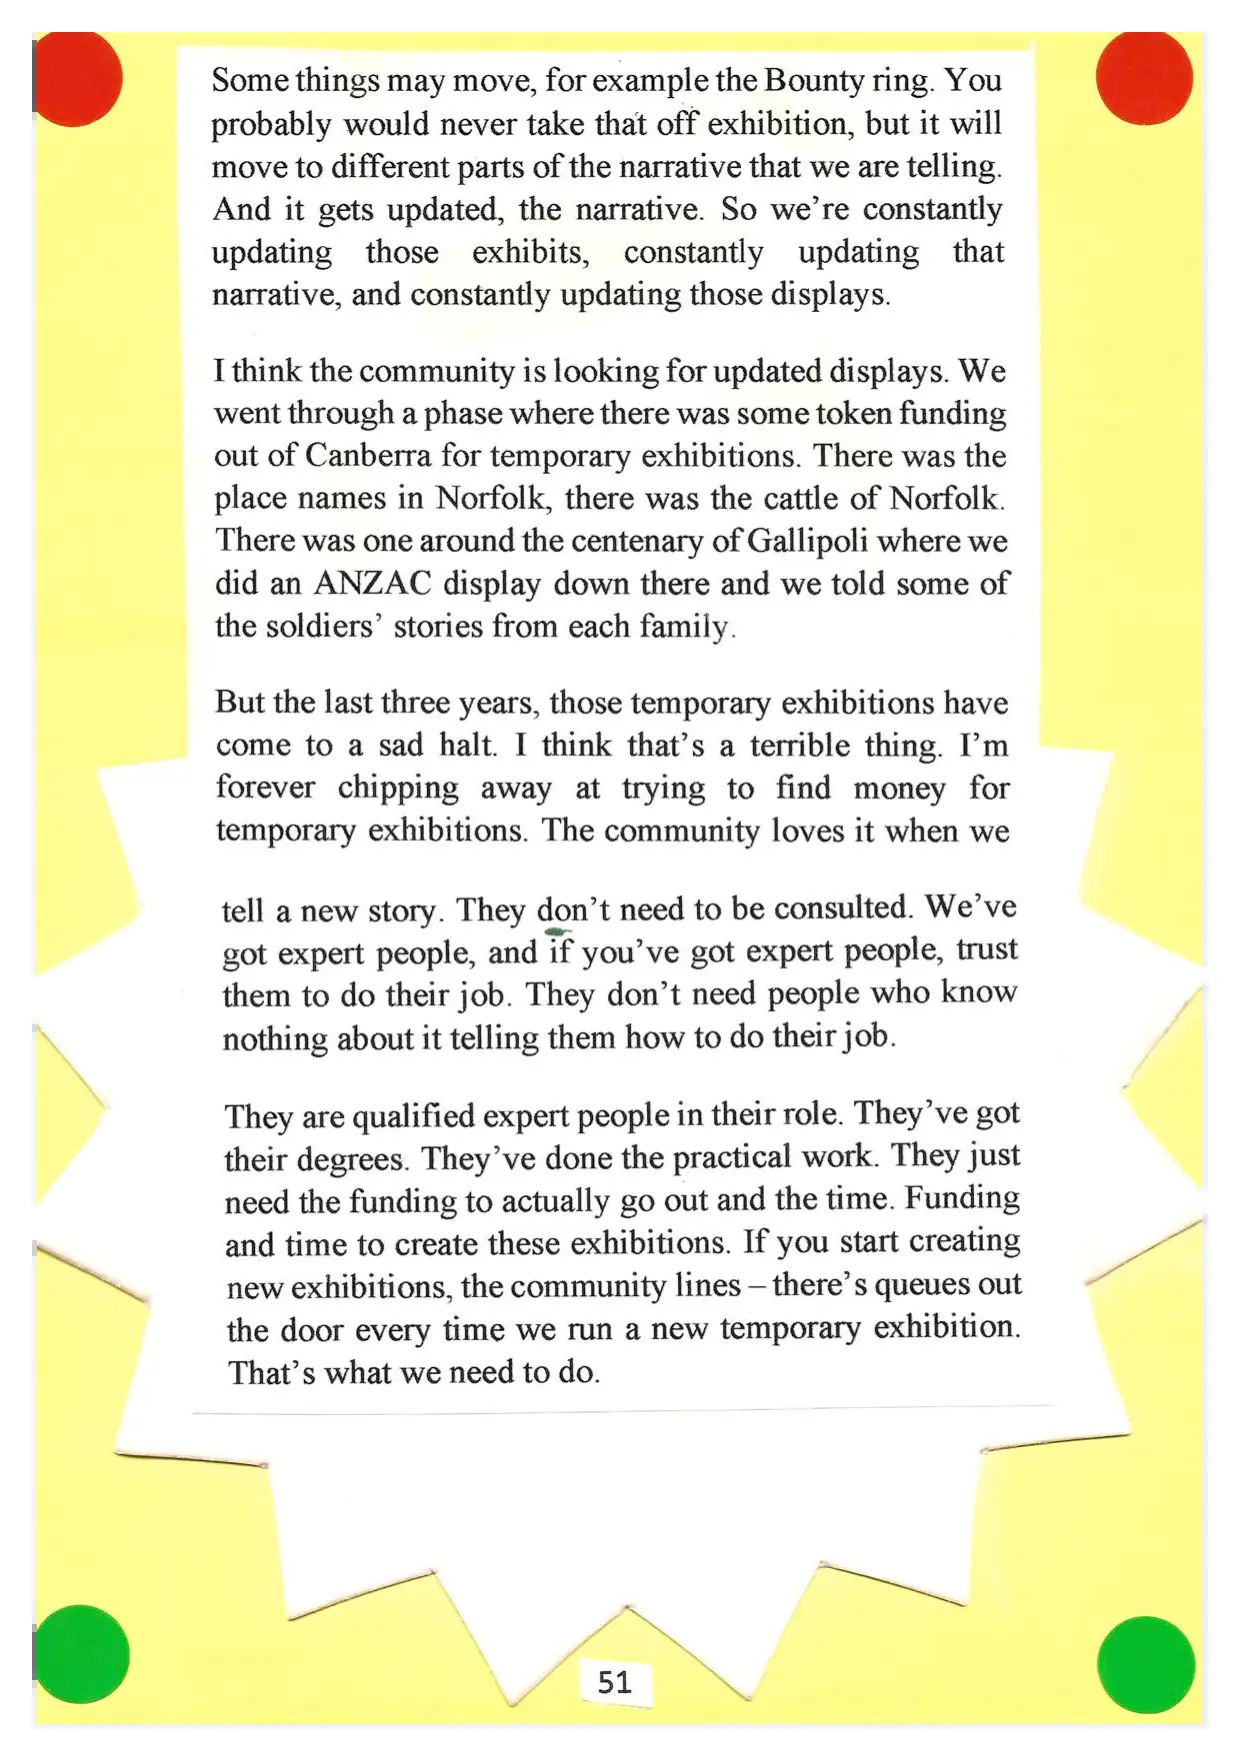 Some things may move, for example the Bounty ring. You
probably would never take that off exhibition, but it will
move to different parts of the narrative that we are telling.
And it gets updated, the narrative. So we're constantly
updating those exhibits, constantly updating that
narrative, and constantly updating those displays.
I think the community is looking for updated displays. We
went through a phase where there was some token funding
out of Canberra for temporary exhibitions. There was the
place names in Norfolk, there was the cattle of Norfolk.
There was one around the centenary of Gallipoli where we
did an ANZAC display down there and we told some of
the soldiers' stories from each family.
But the last three years, those temporary exhibitions have
come to a sad halt. I think that's a terrible thing. I'm
forever chipping away at trying to find money for
temporary exhibitions. The community loves it when we
tell a new story. They don't need to be consulted. We've
got expert people, and if you've got expert people, trust
them to do their job. They don't need people who know
nothing about it telling them how to do their job.
They are qualified expert people in their role. They've got
their degrees. They've done the practical work. They just
need the funding to actually go out and the time. Funding
and time to create these exhibitions. If you start creating
new exhibitions, the community lines – there's queues out
the door every time we run a new temporary exhibition.
That's what we need to do.
51